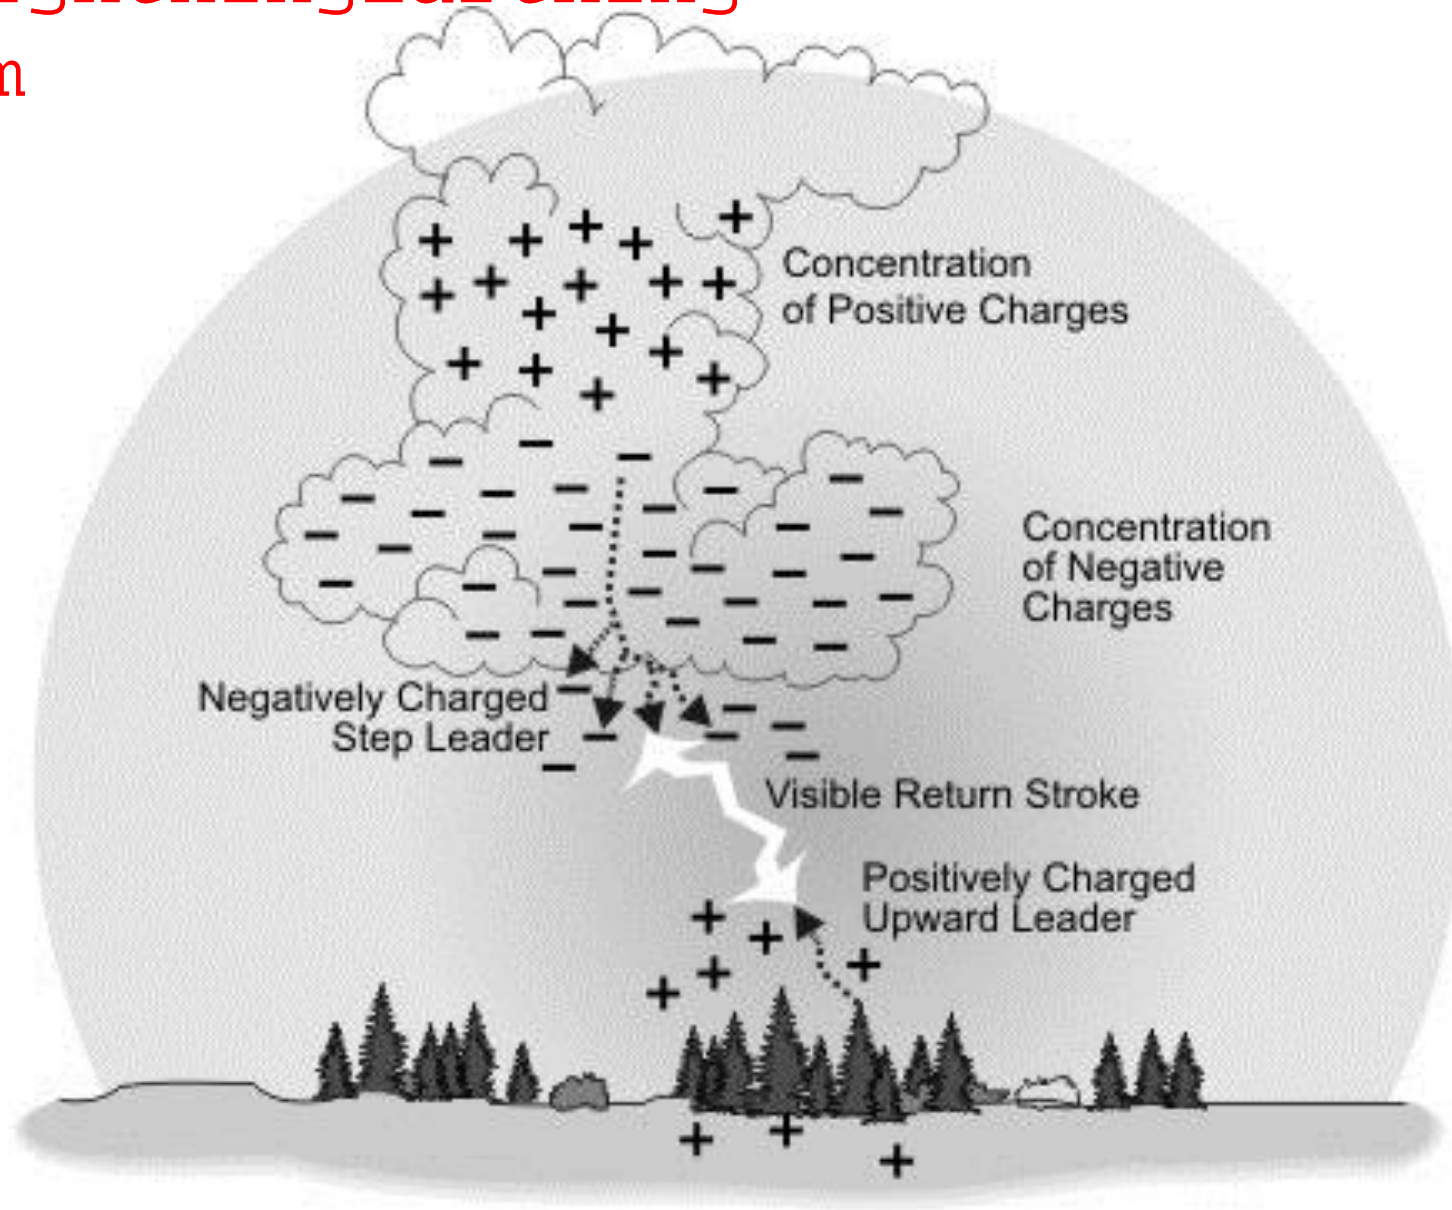 Concentration
of Positive Charges
Concentration
of Negative
Charges
Negatively Charged
Step Leader
Visible Return Stroke
Positively Charged
Upward Leader